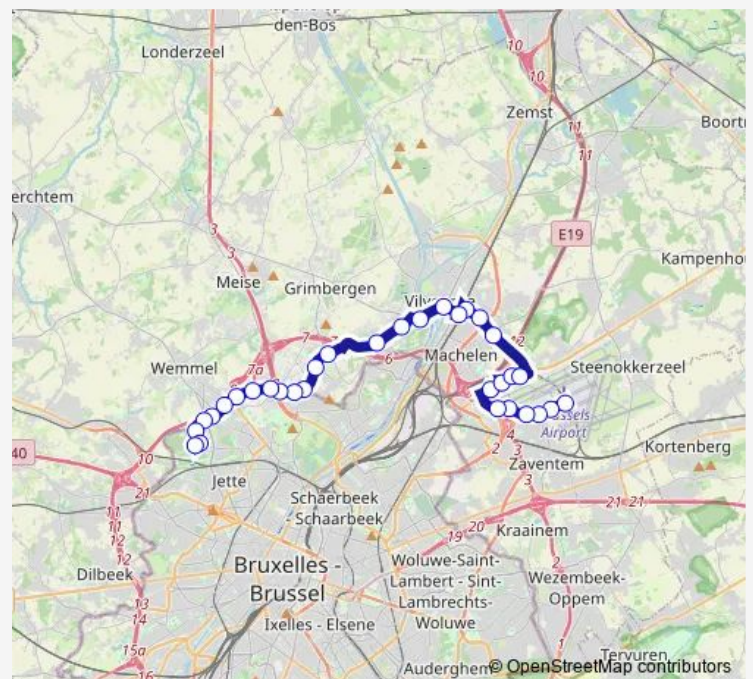 den-Bos
Londerzeel
10
10
Zemst
11
11
Boort
erchtem
3
3
E19
Kampenho
Meise
Grimbergen
7
6
Machelen
Steenokkerzeel
Wemmel
7a
Airport
10
40
21
Jette
4
2
3
Zaventem
Kortenberg
Schaerbeek
- Schaarbeek
3
21 21
11
11
12
12
20
19
Kraainem
Bruxelles -
Brussel
Woluwe-Saint-
Lambert - Sint-
Lambrechts-
Woluwe
2
Wezembeek-
Oppem
Dilbeek
13
14
Ixelles - Elsene
1
15a
16
Auderghem
Tervuren
© OpenStreetMap contributors